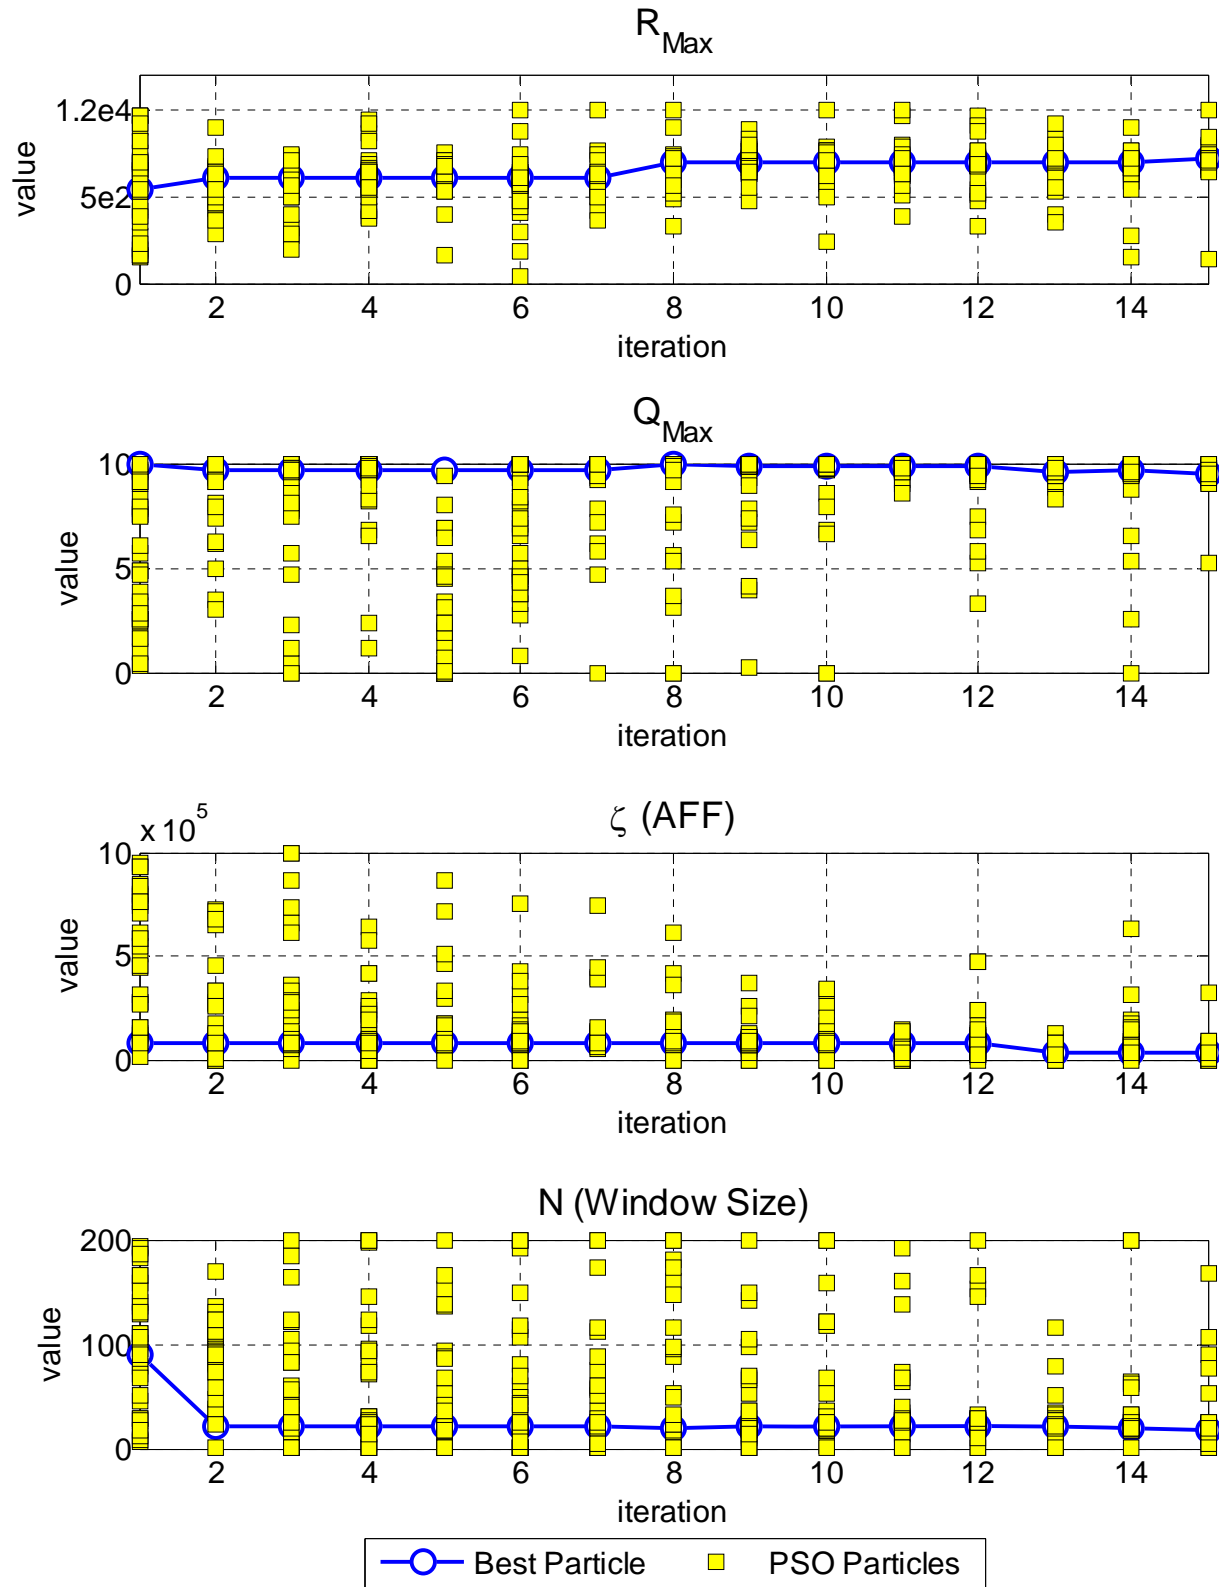 R_Max
1.2e4
5e2
0
value
2 4 6 8 10 12 14
iteration
Q_Max
10
5
0
value
2 4 6 8 10 12 14
iteration
ζ (AFF)
x 10^5
10
5
0
value
2 4 6 8 10 12 14
iteration
N (Window Size)
200
100
0
value
2 4 6 8 10 12 14
iteration
Best Particle PSO Particles